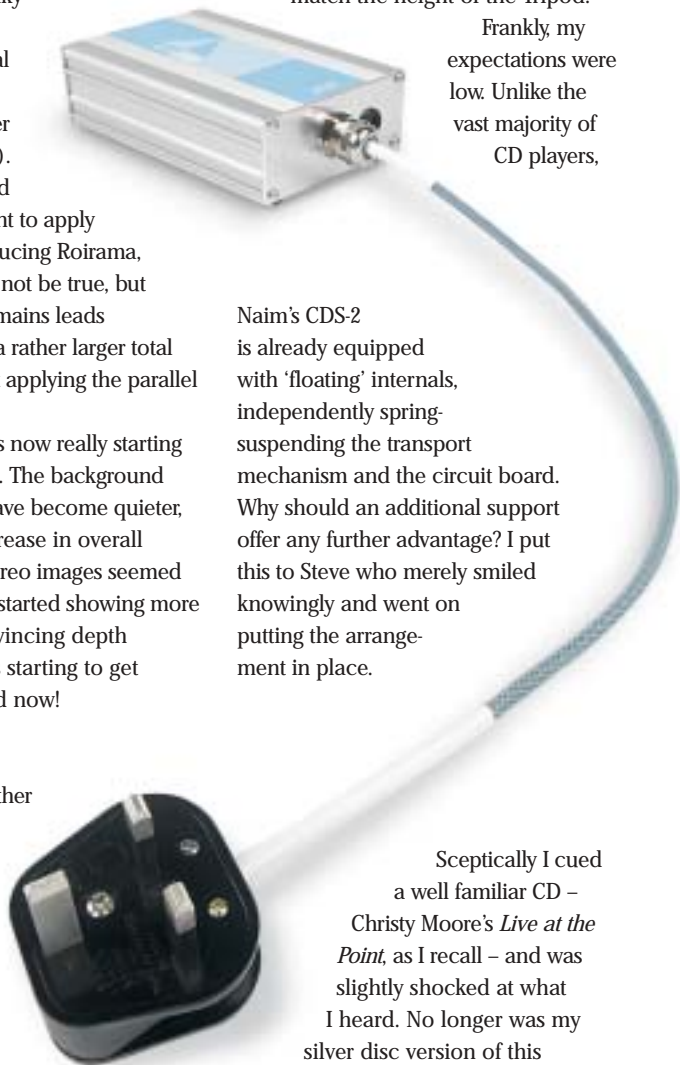 ky
al
er
).
d
nt to apply
ucing Roirama,
not be true, but
mains leads
a rather larger total
applying the parallel
s now really starting
. The background
ave become quieter,
rease in overall
reo images seemed
started showing more
vincing depth
s starting to get
d now!
ther
match the height of the Tripod.
Frankly, my
expectations were
low. Unlike the
vast majority of
CD players,
Naim's CDS-2
is already equipped
with ‘floating’ internals,
independently spring-
suspending the transport
mechanism and the circuit board.
Why should an additional support
offer any further advantage? I put
this to Steve who merely smiled
knowingly and went on
putting the arrange-
ment in place.
Sceptically I cued
a well familiar CD –
Christy Moore's Live at the
Point, as I recall – and was
slightly shocked at what
I heard. No longer was my
silver disc version of this